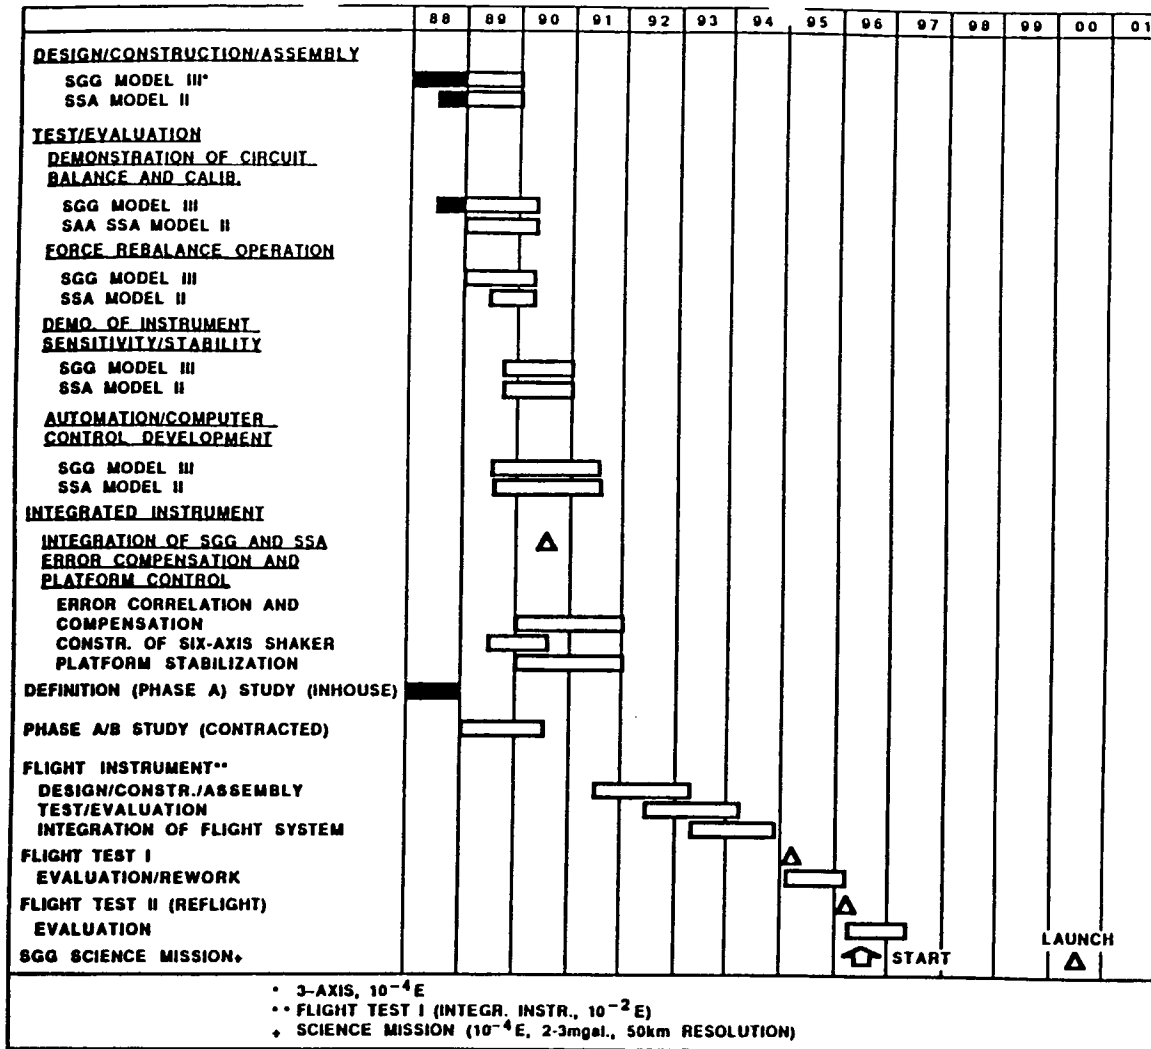 88 89 90 91 92 93 94 95 96 97 98 99 00 01
DESIGN/CONSTRUCTION/ASSEMBLY
SGG MODEL III*
SSA MODEL II
TEST/EVALUATION
DEMONSTRATION OF CIRCUIT
BALANCE AND CALIB.
SGG MODEL III
SAA SSA MODEL II
FORCE REBALANCE OPERATION
SGG MODEL III
SSA MODEL II
DEMO. OF INSTRUMENT
SENSITIVITY/STABILITY
SGG MODEL III
SSA MODEL II
AUTOMATION/COMPUTER
CONTROL DEVELOPMENT
SGG MODEL III
SSA MODEL II
INTEGRATED INSTRUMENT
INTEGRATION OF SGG AND SSA
ERROR COMPENSATION AND
PLATFORM CONTROL
ERROR CORRELATION AND
COMPENSATION
CONSTR. OF SIX-AXIS SHAKER
PLATFORM STABILIZATION
DEFINITION (PHASE A) STUDY (INHOUSE)
PHASE A/B STUDY (CONTRACTED)
FLIGHT INSTRUMENT**
DESIGN/CONSTR./ASSEMBLY
TEST/EVALUATION
INTEGRATION OF FLIGHT SYSTEM
FLIGHT TEST I
EVALUATION/REWORK
FLIGHT TEST II (REFLIGHT)
EVALUATION
LAUNCH
SGG SCIENCE MISSION+
START
* 3-AXIS, 10⁻⁴E
** FLIGHT TEST I (INTEGR. INSTR., 10⁻²E)
+ SCIENCE MISSION (10⁻⁴E, 2-3mgal., 50km RESOLUTION)